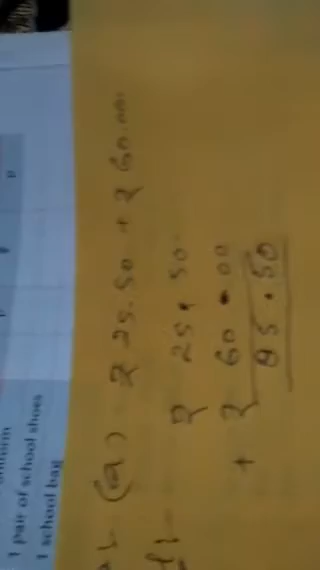 1 pair of school shoes
1 school bag
(a) ₹ 25.50 + ₹ 60.00
₹ 25.50
+ ₹ 60.00
85.50